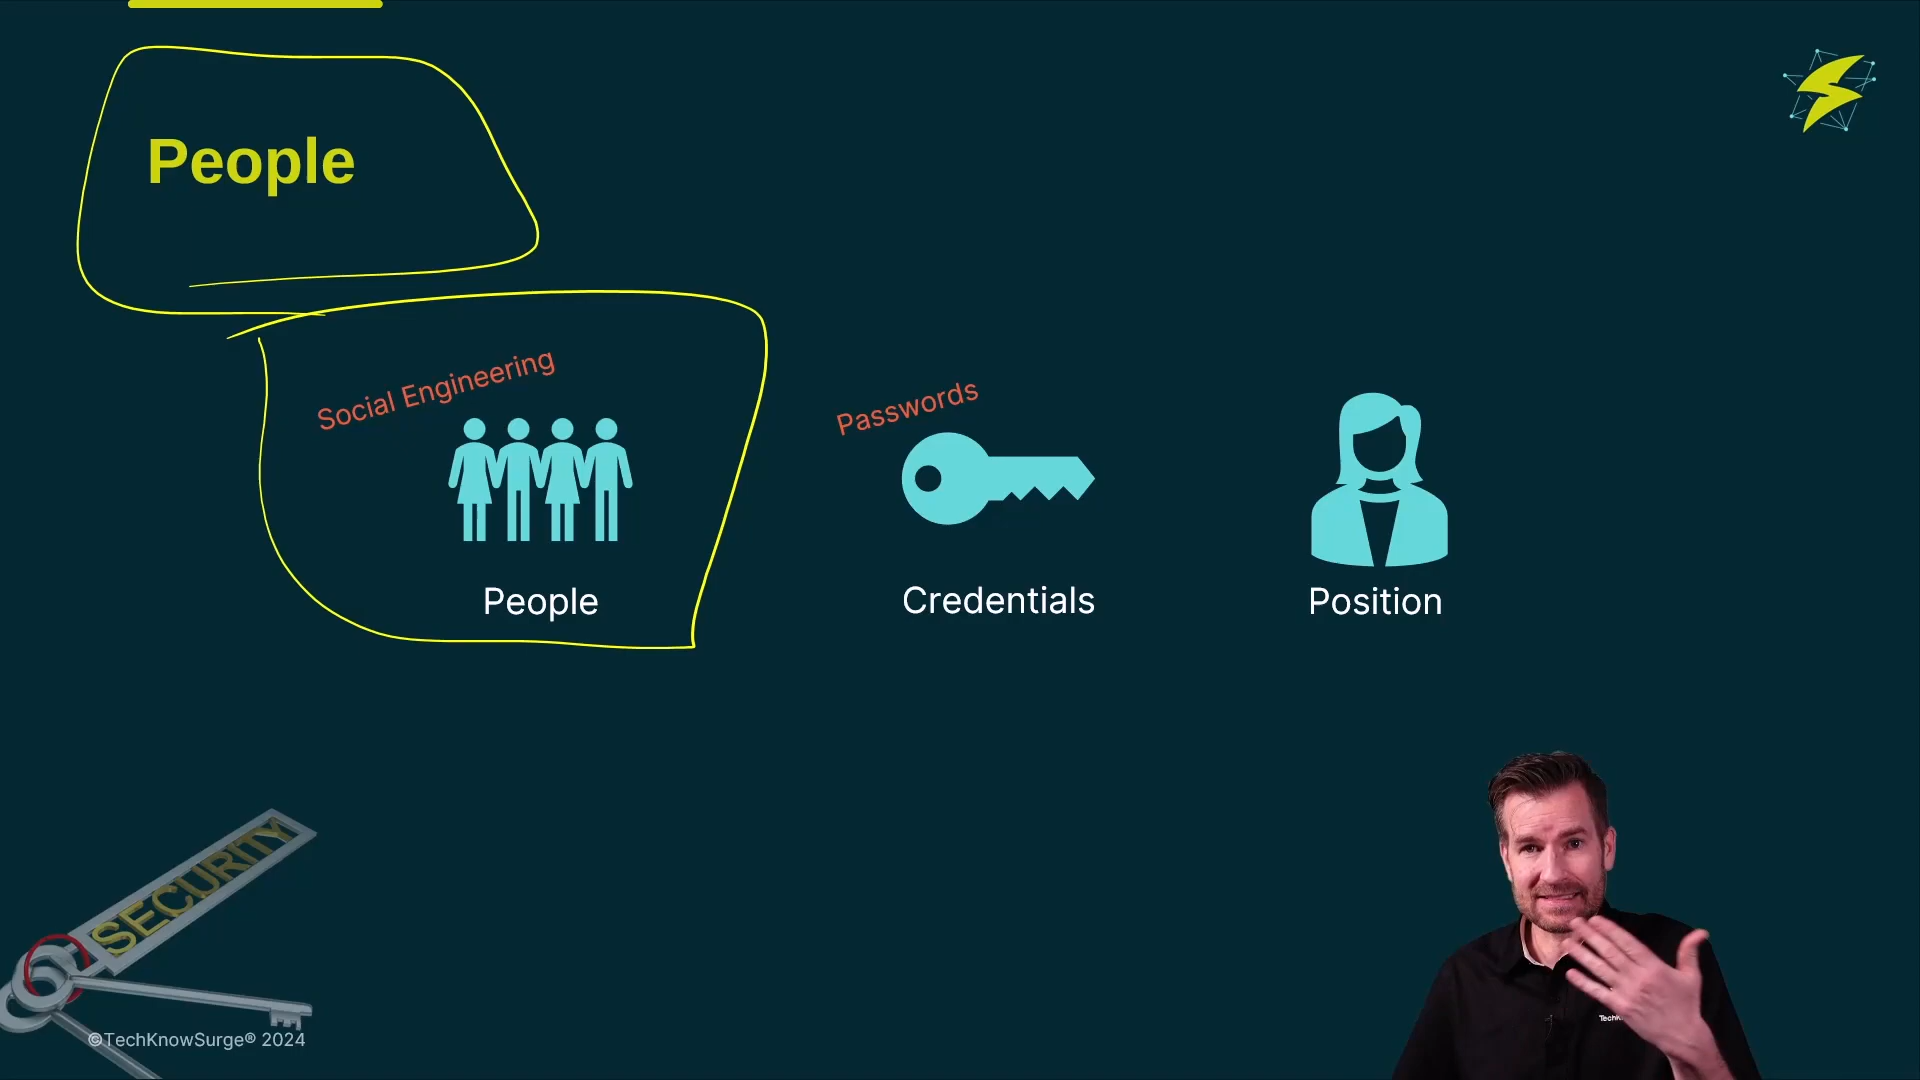 People
Social Engineering
Passwords
People
Credentials
Position
SECURITY
©TechKnowSurge® 2024